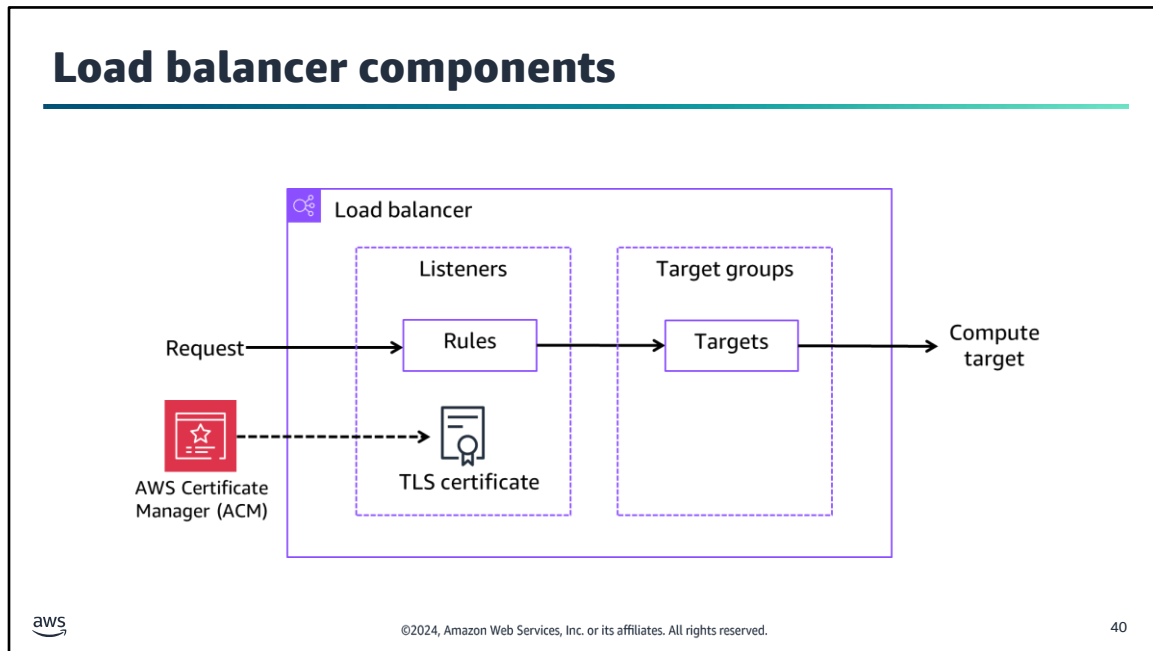 Load balancer components
Load balancer
Listeners
Target groups
Request
Rules
Targets
Compute
target
TLS certificate
AWS Certificate
Manager (ACM)
aws
©2024, Amazon Web Services, Inc. or its affiliates. All rights reserved.
40